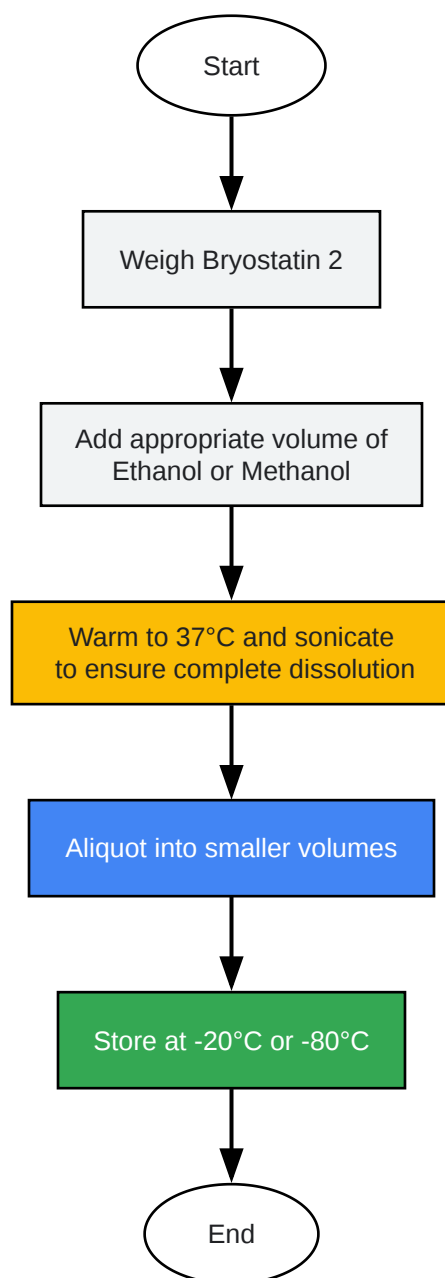 Start
Weigh Bryostatin 2
Add appropriate volume of
Ethanol or Methanol
Warm to 37°C and sonicate
to ensure complete dissolution
Aliquot into smaller volumes
Store at -20°C or -80°C
End